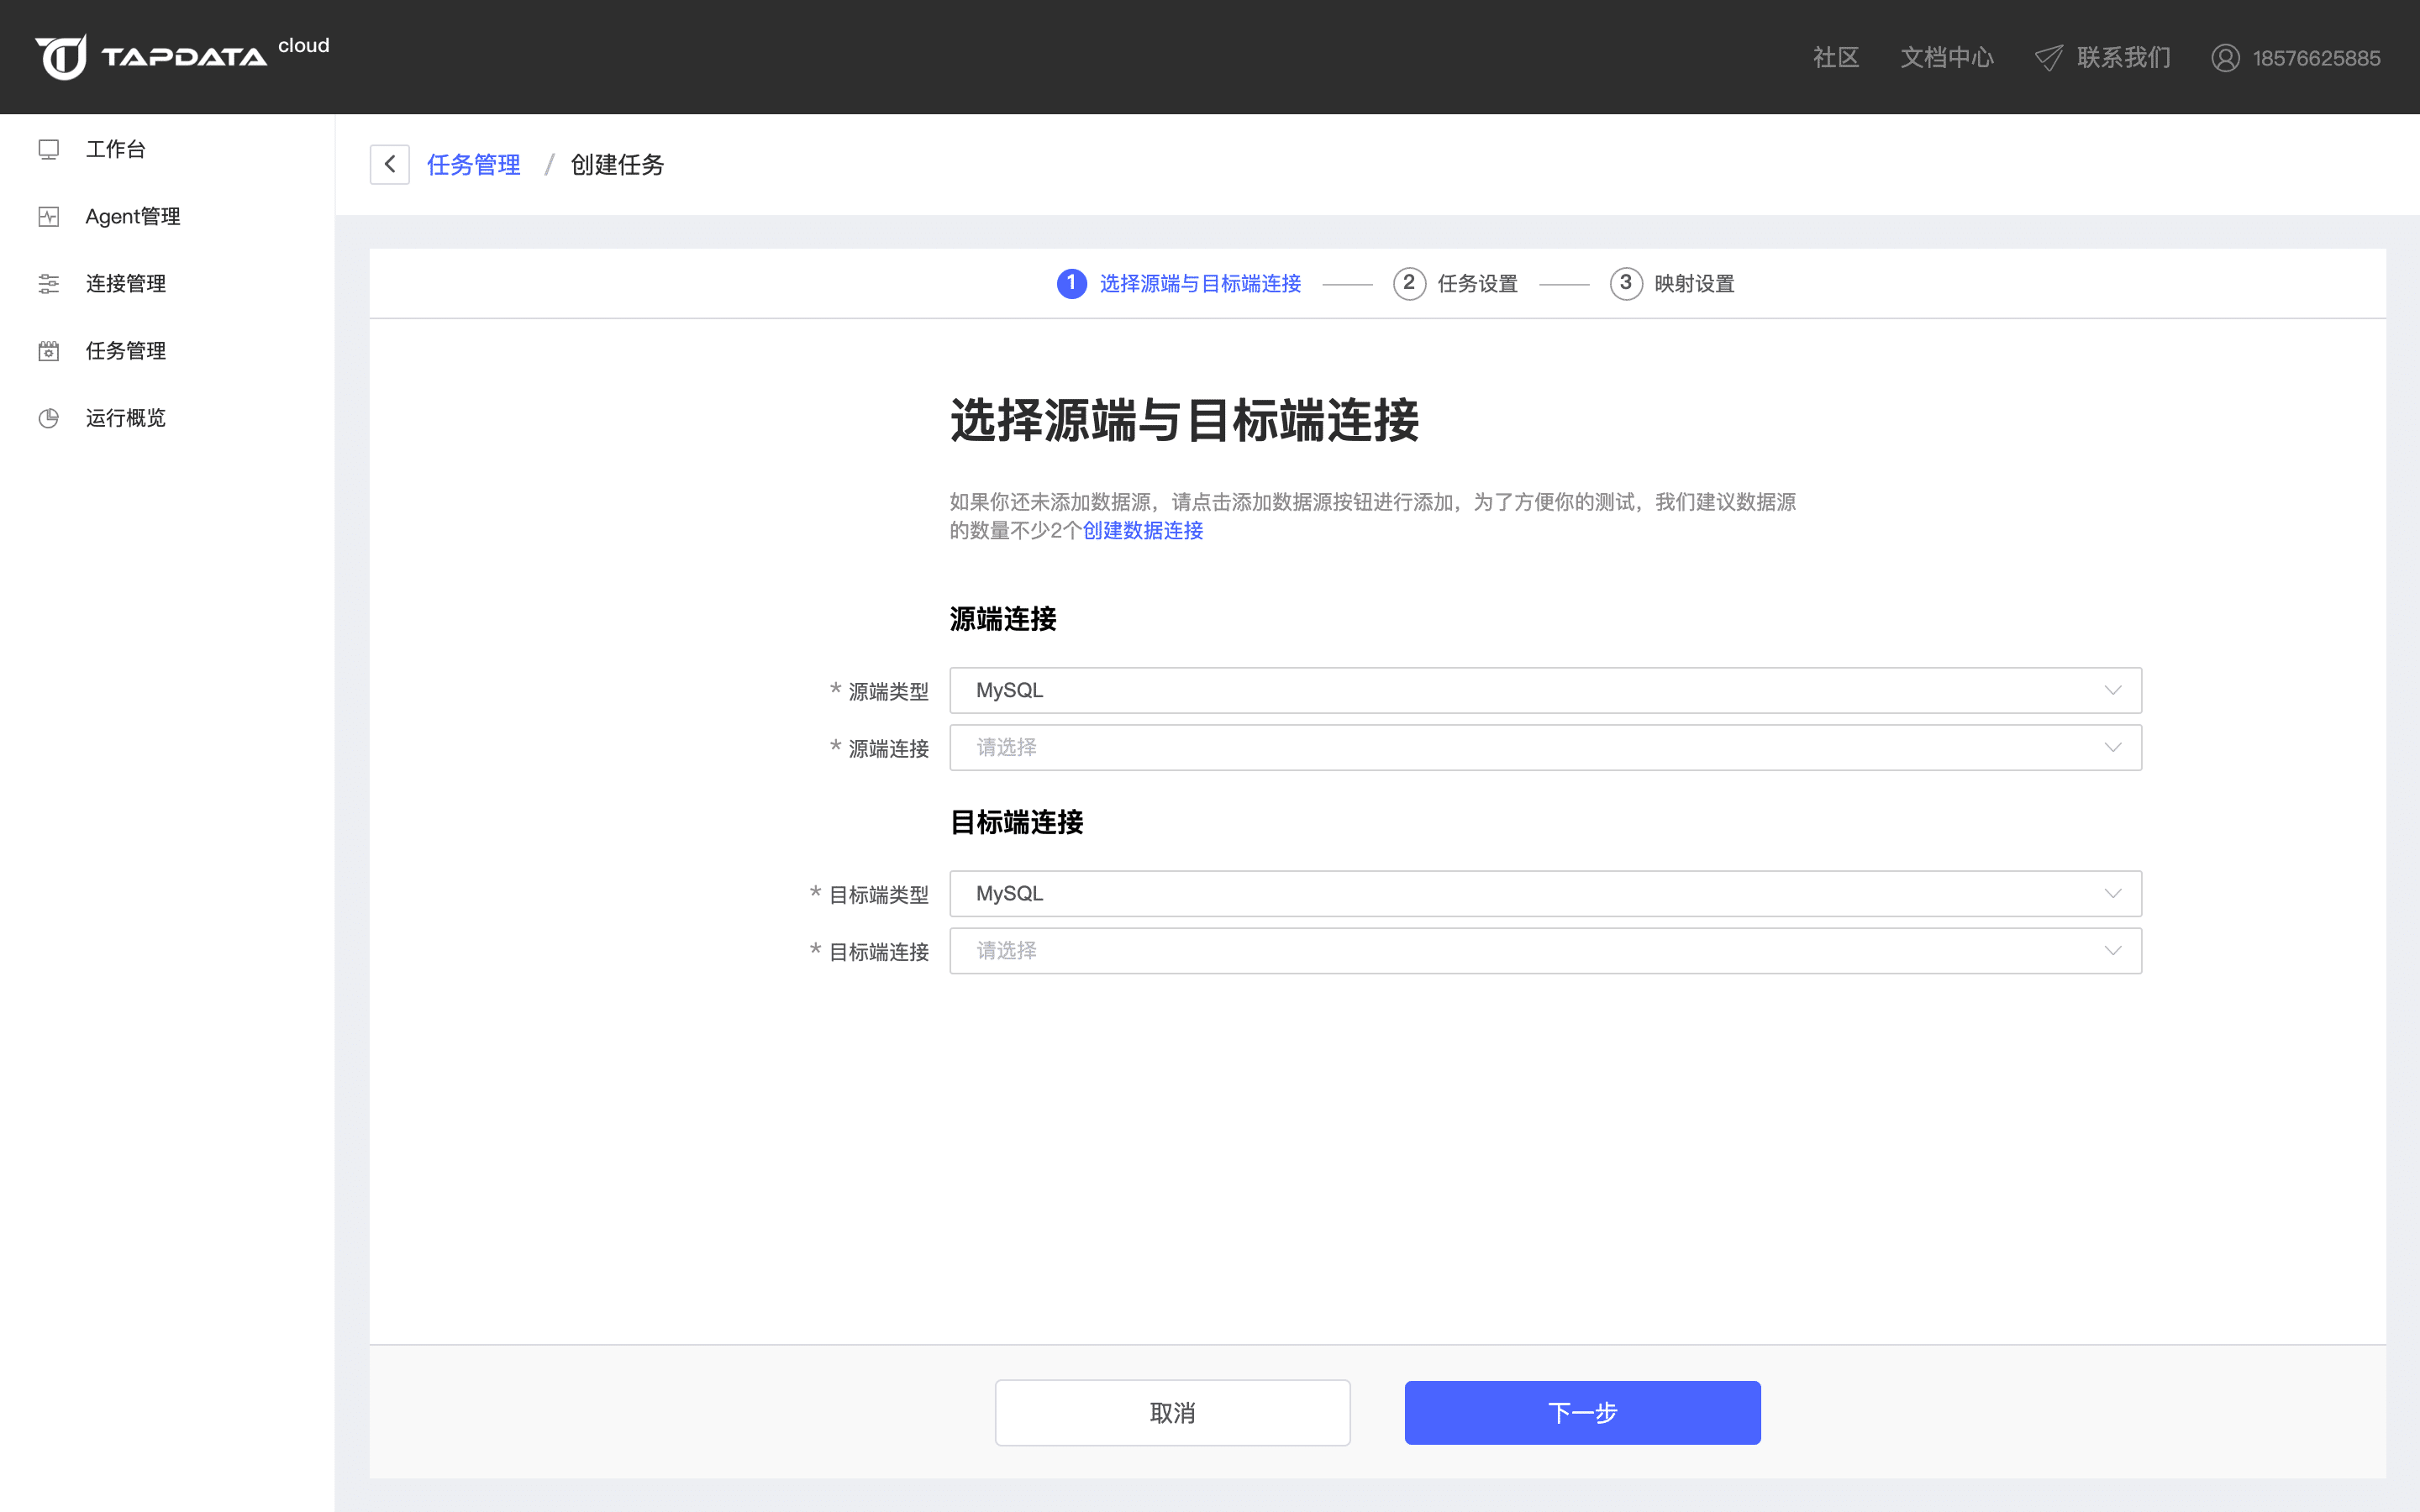 TAPDATA cloud
社区 文档中心 联系我们 18576625885
工作台
Agent管理
连接管理
任务管理
运行概览
任务管理 / 创建任务
1 选择源端与目标端连接 2 任务设置 3 映射设置
选择源端与目标端连接
如果你还未添加数据源，请点击添加数据源按钮进行添加，为了方便你的测试，我们建议数据源
的数量不少2个创建数据连接
源端连接
* 源端类型 MySQL
* 源端连接 请选择
目标端连接
* 目标端类型 MySQL
* 目标端连接 请选择
取消 下一步